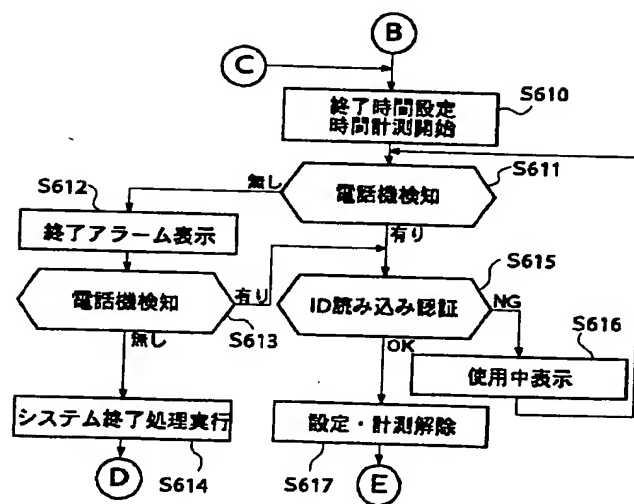 B
C
S610
終了時間設定
時間計測開始
S611
電話機検知
無し
有り
S612
終了アラーム表示
S613
電話機検知
有り
無し
S615
ID読み込み認証
NG
OK
S616
使用中表示
システム終了処理実行
S614
設定・計測解除
S617
D
E